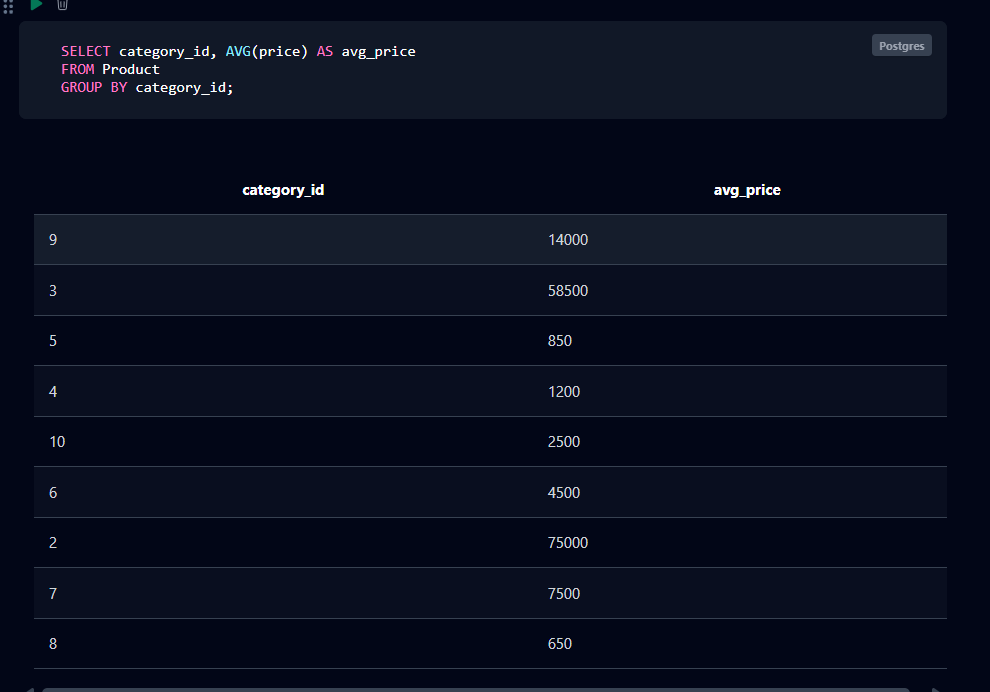 SELECT category_id, AVG(price) AS avg_price
Postgres
FROM Product
GROUP BY category_id;
category_id avg_price
9 14000
3 58500
5 850
4 1200
10 2500
6 4500
2 75000
7 7500
8 650